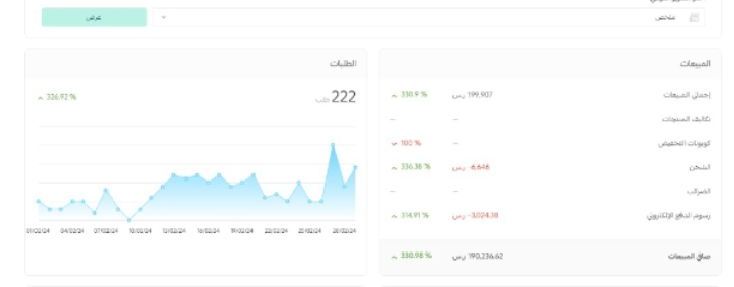 ملخص
عرض
المبيعات
إجمالي المبيعات
199,907 ر.س
330.9 %
تكاليف المنتجات
--
--
كوبونات التخفيض
--
100 %
الشحن
-6,646 ر.س
336.38 %
الضرائب
--
--
رسوم الدفع الإلكتروني
-3,024.38 ر.س
314.91 %
صافي المبيعات
190,236.62 ر.س
330.98 %
الطلبات
222 طلب
326.92 %
01/02/24 04/02/24 07/02/24 10/02/24 13/02/24 16/02/24 19/02/24 22/02/24 25/02/24 28/02/24